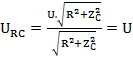 U_RC = (U.√(R²+Z_C²)) / √(R²+Z_C²) = U